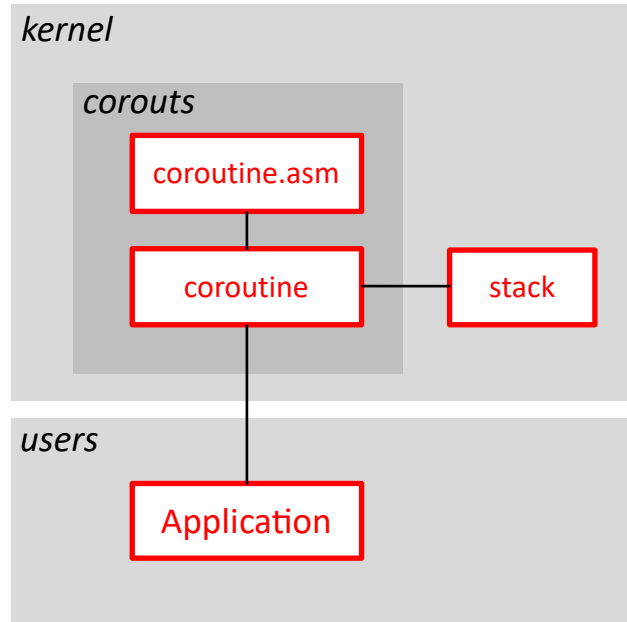 kernel
corouts
coroutine.asm
coroutine
stack
users
Application